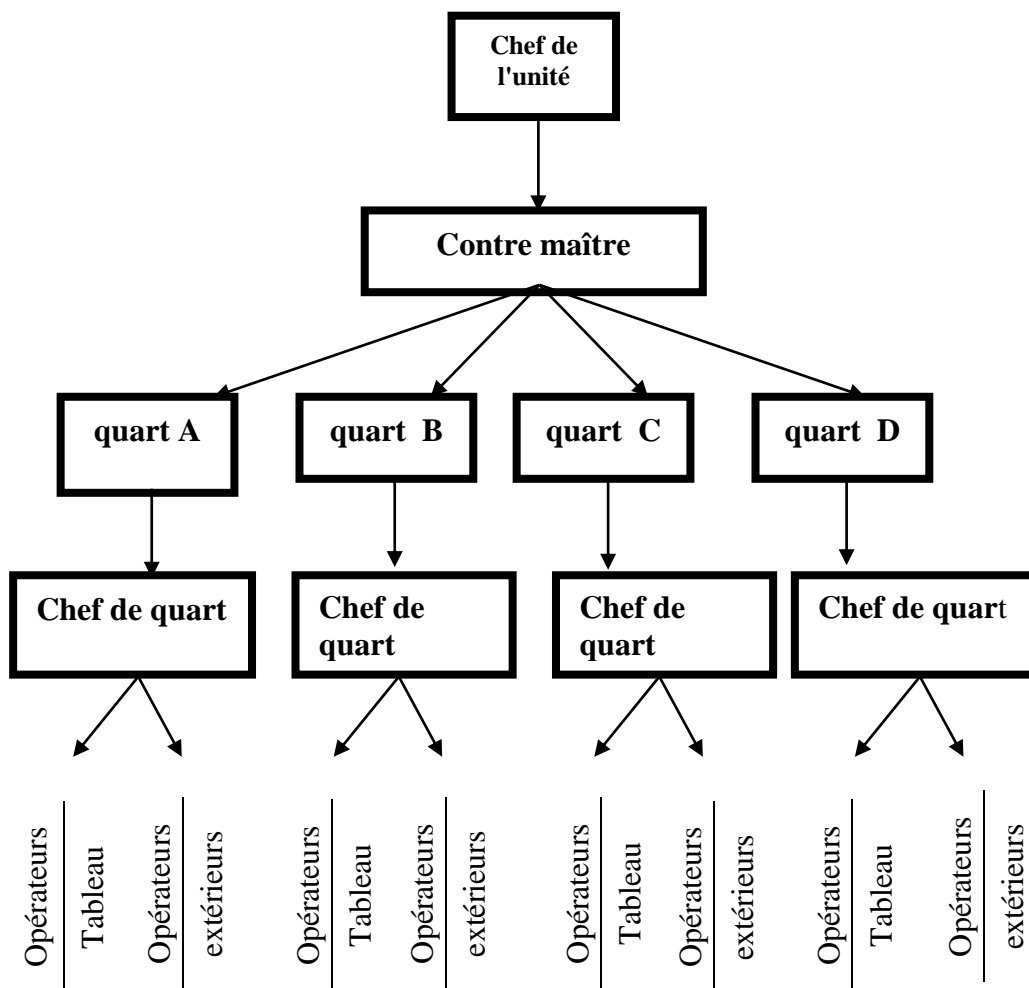 Chef de
l'unité
Contre maître
quart A
quart B
quart C
quart D
Chef de quart
Chef de
quart
Chef de
quart
Chef de quart
Opérateurs
Tableau
Opérateurs
extérieurs
Opérateurs
Tableau
Opérateurs
extérieurs
Opérateurs
Tableau
Opérateurs
extérieurs
Opérateurs
Tableau
Opérateurs
extérieurs